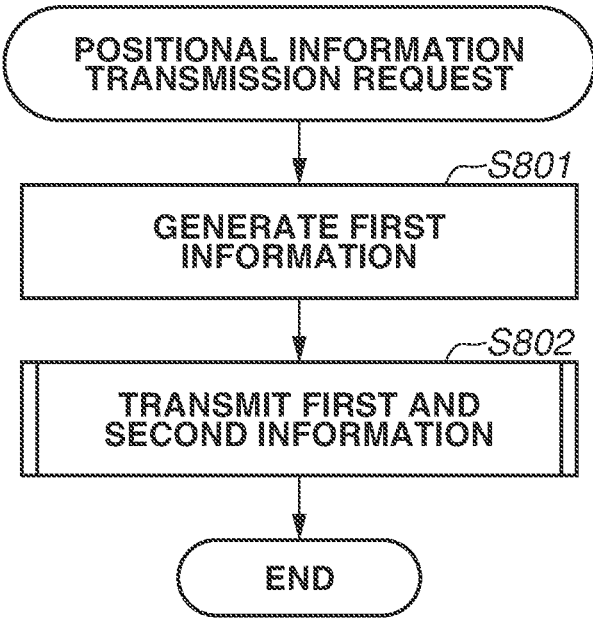 POSITIONAL INFORMATION
TRANSMISSION REQUEST
S801
GENERATE FIRST
INFORMATION
S802
TRANSMIT FIRST AND
SECOND INFORMATION
END